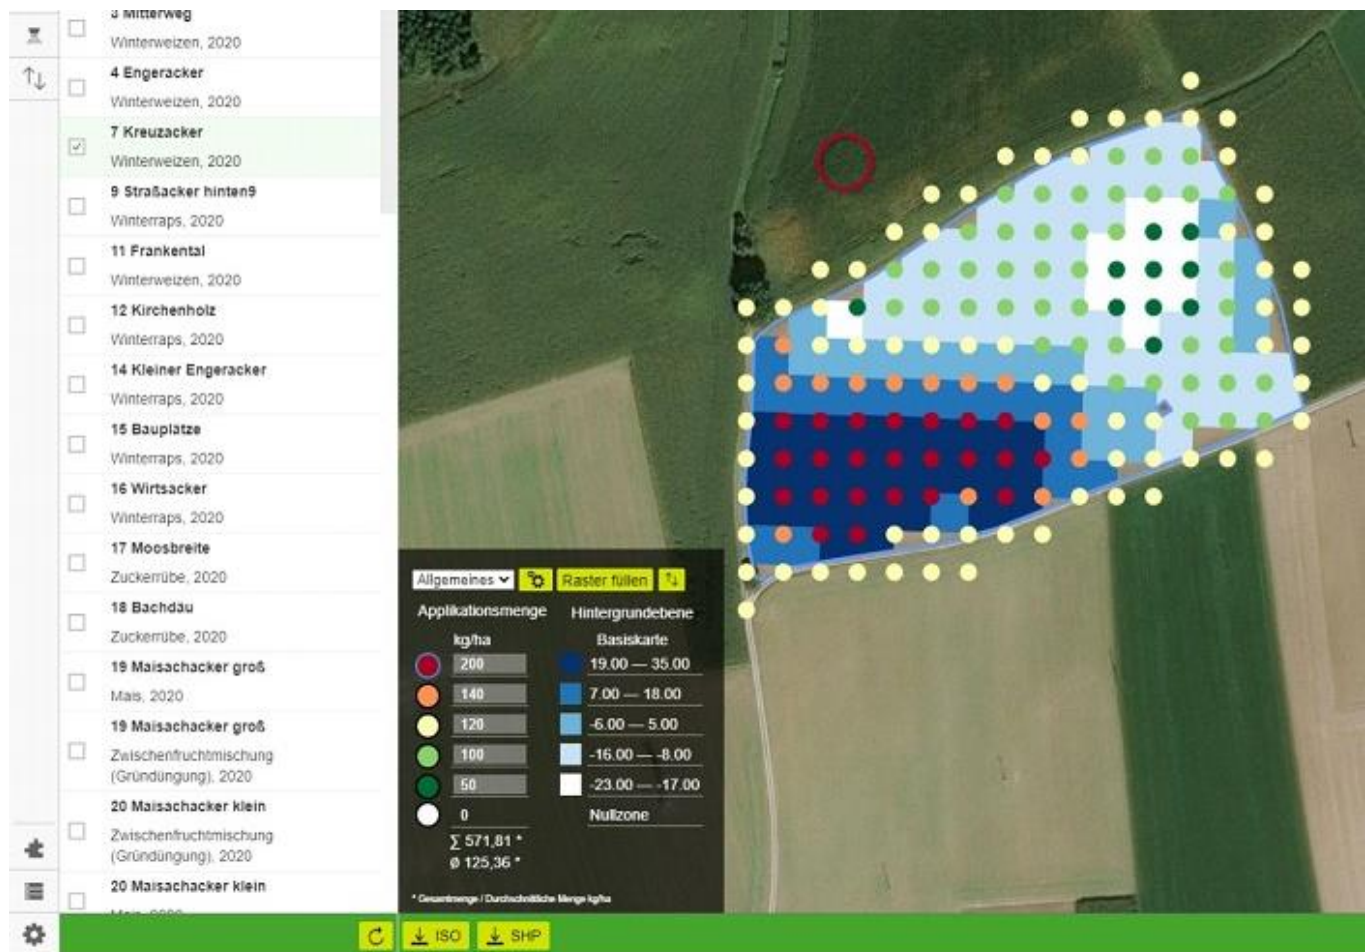 3 Mitterweg
Winterweizen, 2020
4 Engeracker
Winterweizen, 2020
7 Kreuzacker
Winterweizen, 2020
9 Straßacker hinten9
Winterraps, 2020
11 Frankental
Winterweizen, 2020
12 Kirchenholz
Winterraps, 2020
14 Kleiner Engeracker
Winterraps, 2020
15 Bauplätze
Winterraps, 2020
16 Wirtsacker
Winterraps, 2020
17 Moosbreite
Zuckerrübe, 2020
18 Bachdäu
Zuckerrübe, 2020
19 Maisachacker groß
Mais, 2020
19 Maisachacker groß
Zwischenfruchtmischung
(Gründüngung), 2020
20 Maisachacker klein
Zwischenfruchtmischung
(Gründüngung), 2020
20 Maisachacker klein
Mais, 2020
Allgemeines Raster füllen
Applikationsmenge Hintergrundebene
kg/ha Basiskarte
200 19.00 — 35.00
140 7.00 — 18.00
120 -6.00 — 5.00
100 -16.00 — -8.00
50 -23.00 — -17.00
0 Nullzone
∑ 571,81 *
ø 125,36 *
* Gesamtmenge / Durchschnittliche Menge kg/ha
ISO SHP